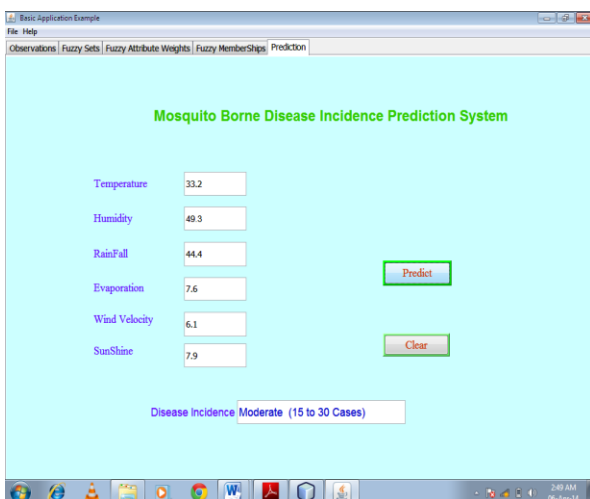 Basic Application Example
File Help
Observations Fuzzy Sets Fuzzy Attribute Weights Fuzzy MemberShips Prediction
Mosquito Borne Disease Incidence Prediction System
Temperature 33.2
Humidity 49.3
RainFall 44.4
Evaporation 7.6
Predict
Wind Velocity 6.1
SunShine 7.9
Clear
Disease Incidence Moderate (15 to 30 Cases)
2:49 AM